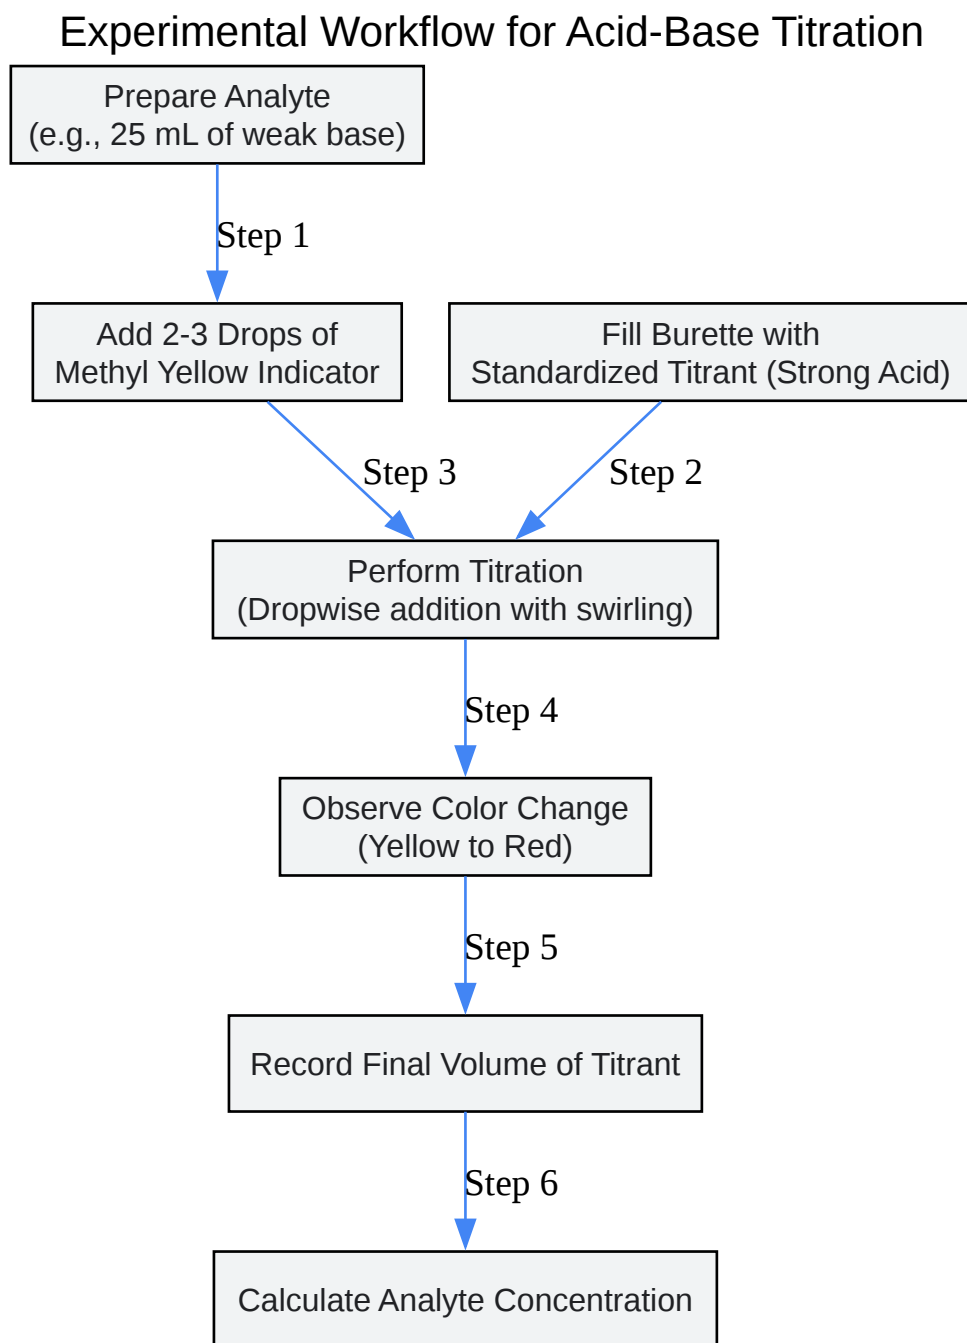 Experimental Workflow for Acid-Base Titration
Prepare Analyte
(e.g., 25 mL of weak base)
Step 1
Add 2-3 Drops of
Methyl Yellow Indicator
Fill Burette with
Standardized Titrant (Strong Acid)
Step 3
Step 2
Perform Titration
(Dropwise addition with swirling)
Step 4
Observe Color Change
(Yellow to Red)
Step 5
Record Final Volume of Titrant
Step 6
Calculate Analyte Concentration